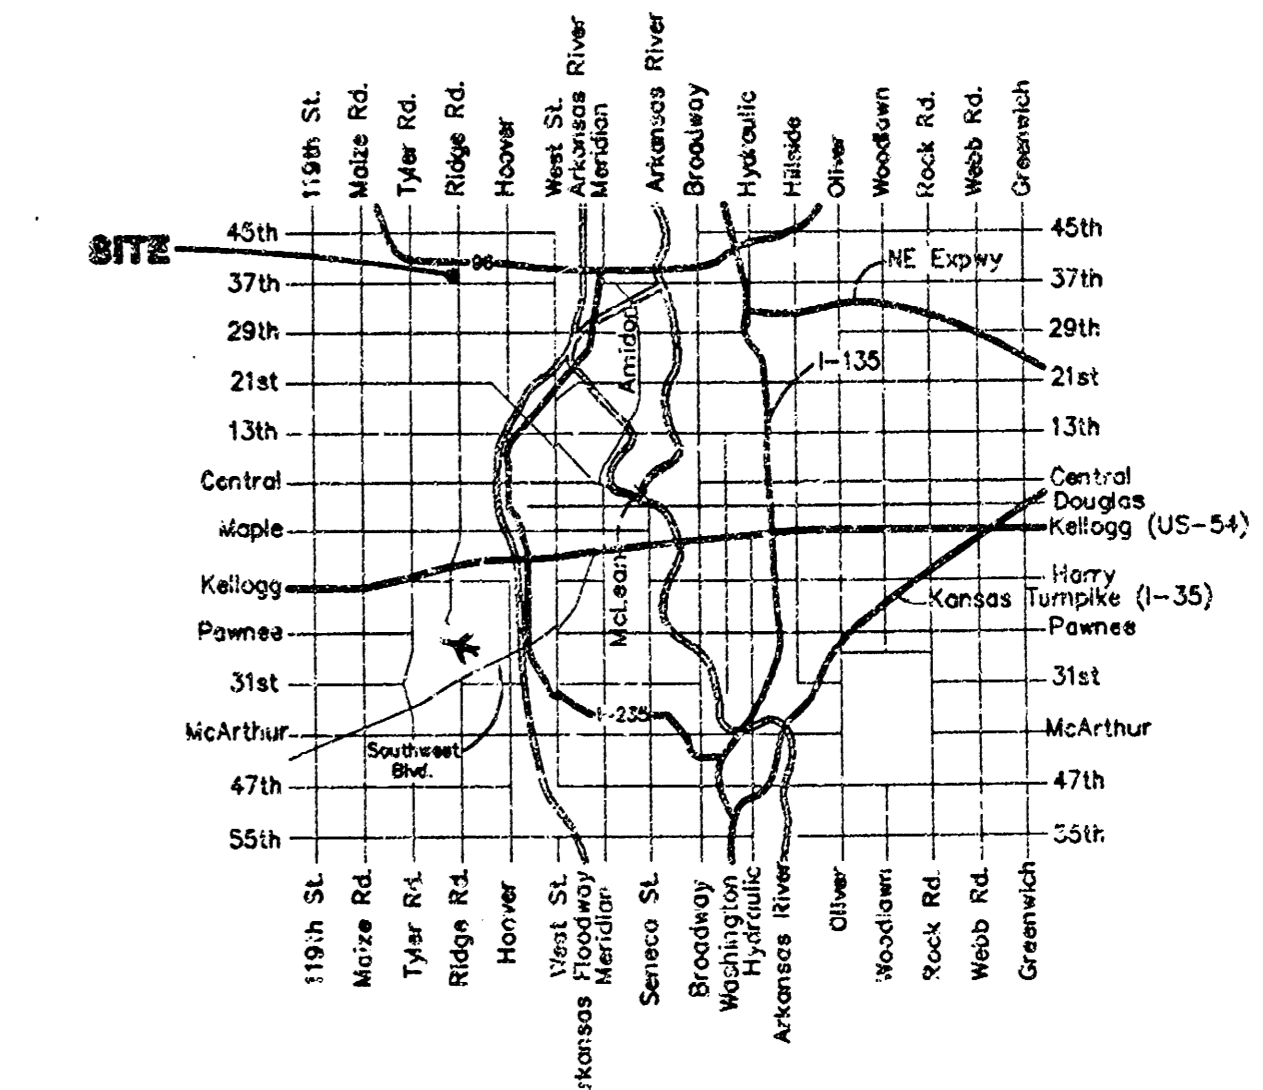 119th St.
Maize Rd.
Tyler Rd.
Ridge Rd.
Hoover
West St.
Arkansas River
Meridian
Arkansas River
Broadway
Hydraulic
Hillside
Oliver
Woodlawn
Rock Rd.
Webb Rd.
Greenwich
SITE
45th
96
37th
29th
21st
13th
Central
Maple
Kellogg
Pawnee
31st
McArthur
47th
55th
45th
NE Expwy
37th
29th
I-135
21st
13th
Central
Douglas
Kellogg (US-54)
Harry
Kansas Turnpike (I-35)
Pawnee
31st
McArthur
47th
55th
Amidon
McLean
I-235
Southwest
Blvd.
119th St.
Maize Rd.
Tyler Rd.
Ridge Rd.
Hoover
West St.
Arkansas Floodway
Meridian
Seneca St.
Broadway
Washington
Hydraulic
Arkansas River
Oliver
Woodlawn
Rock Rd.
Webb Rd.
Greenwich